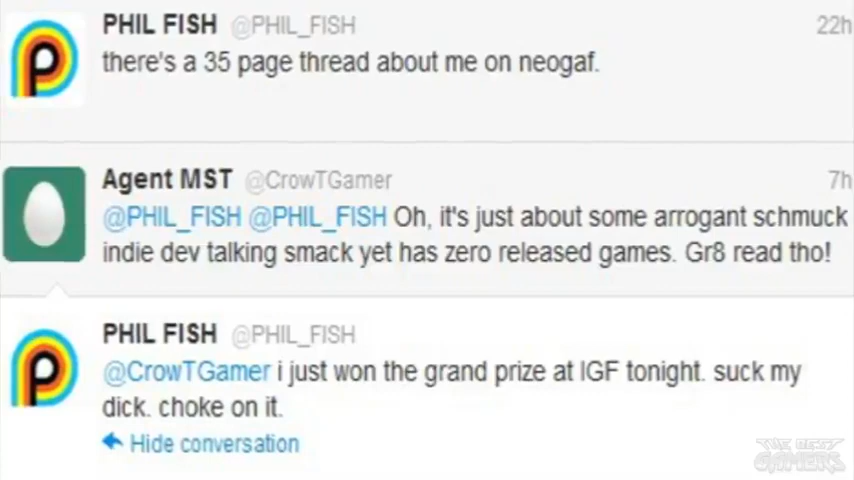 PHIL FISH @PHIL_FISH 22h
there's a 35 page thread about me on neogaf.
Agent MST @CrowTGamer 7h
@PHIL_FISH @PHIL_FISH Oh, it's just about some arrogant schmuck
indie dev talking smack yet has zero released games. Gr8 read tho!
PHIL FISH @PHIL_FISH
@CrowTGamer i just won the grand prize at IGF tonight. suck my
dick. choke on it.
Hide conversation
THE BEST
GAMERS